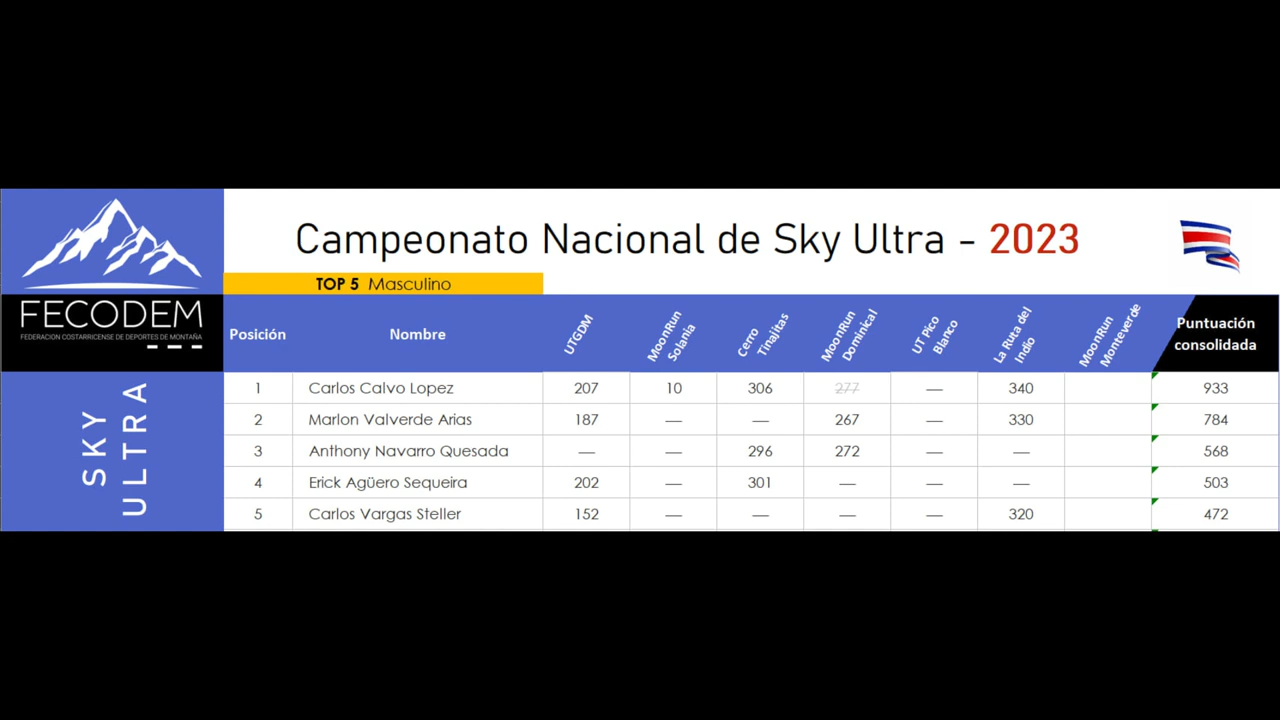 Campeonato Nacional de Sky Ultra - 2023
TOP 5 Masculino
FECODEM
FEDERACION COSTARRICENSE DE DEPORTES DE MONTAÑA
SKY
ULTRA
Posición Nombre UTGDM MoonRun Solania Cerro Tinajitas MoonRun Dominical UT Pico Blanco La Ruta del Indio MoonRun Monteverde Puntuación consolidada
1 Carlos Calvo Lopez 207 10 306 277 — 340 933
2 Marlon Valverde Arias 187 — — 267 — 330 784
3 Anthony Navarro Quesada — — 296 272 — — 568
4 Erick Agüero Sequeira 202 — 301 — — — 503
5 Carlos Vargas Steller 152 — — — — 320 472